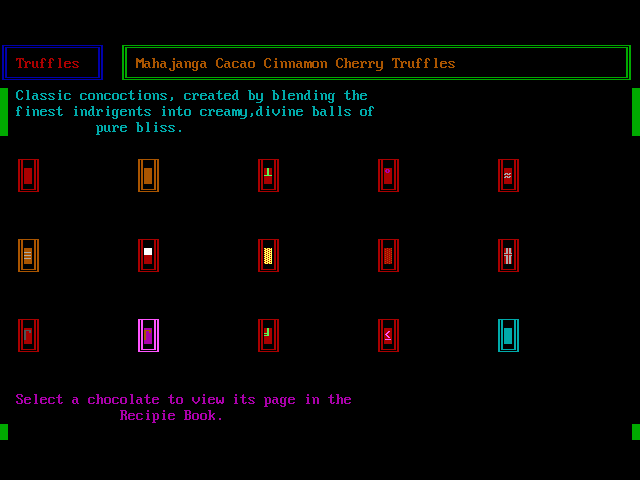 Truffles
Mahajanga Cacao Cinnamon Cherry Truffles
Classic concoctions, created by blending the
finest indrigents into creamy,divine balls of
pure bliss.
Select a chocolate to view its page in the
Recipie Book.